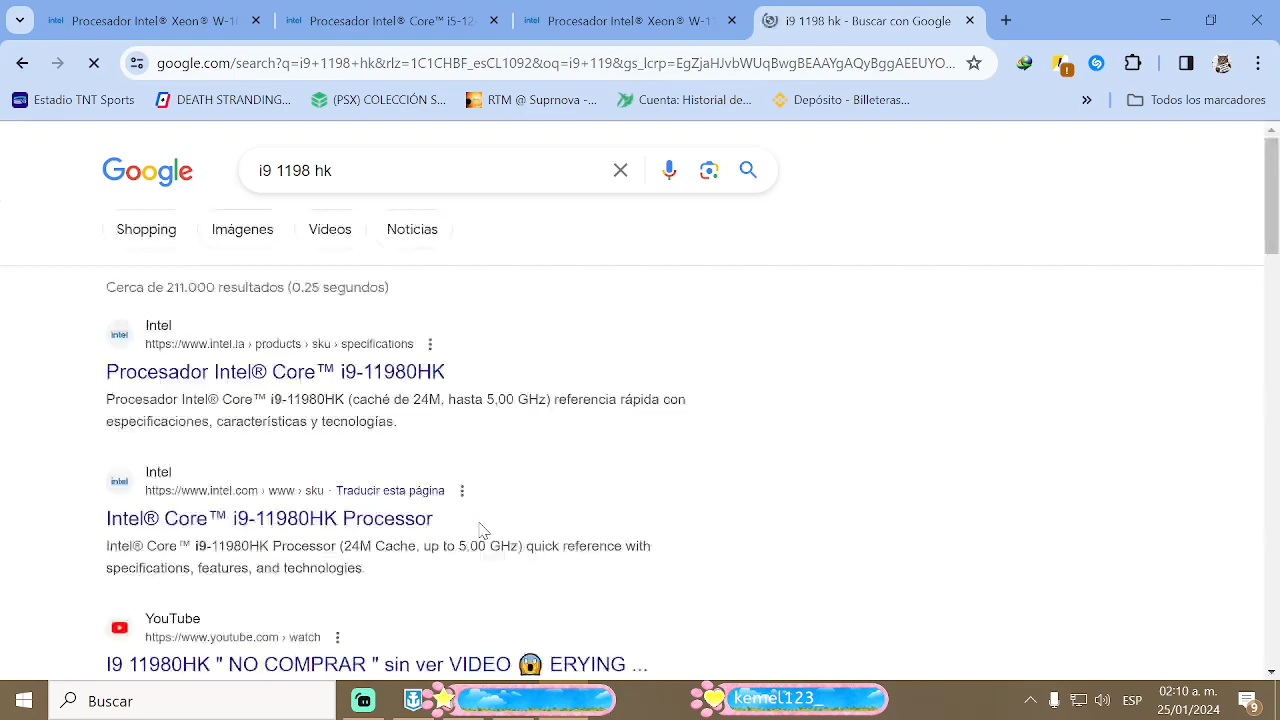 Procesador Intel® Xeon® W-10
Procesador Intel® Core™ i5-12
Procesador Intel® Xeon® W-1
i9 1198 hk - Buscar con Google
google.com/search?q=i9+1198+hk&rlz=1C1CHBF_esCL1092&oq=i9+119&gs_lcrp=EgZjaHJvbWUqBwgBEAAYgAQyBggAEEUYO...
Estadio TNT Sports
DEATH STRANDING...
(PSX) COLECCIÓN S...
RTM @ Suprnova -...
Cuenta: Historial de...
Depósito - Billeteras...
»
Todos los marcadores
Google
i9 1198 hk
Shopping
Imágenes
Videos
Noticias
Cerca de 211.000 resultados (0.25 segundos)
intel
Intel
https://www.intel.la › products › sku › specifications
Procesador Intel® Core™ i9-11980HK
Procesador Intel® Core™ i9-11980HK (caché de 24M, hasta 5,00 GHz) referencia rápida con
especificaciones, características y tecnologías.
intel
Intel
https://www.intel.com › www › sku · Traducir esta página
Intel® Core™ i9-11980HK Processor
Intel® Core™ i9-11980HK Processor (24M Cache, up to 5.00 GHz) quick reference with
specifications, features, and technologies.
YouTube
https://www.youtube.com › watch
I9 11980HK " NO COMPRAR " sin ver VIDEO 😱 ERYING ...
Buscar
kemel123_
ESP
02:10 a. m.
25/01/2024
9